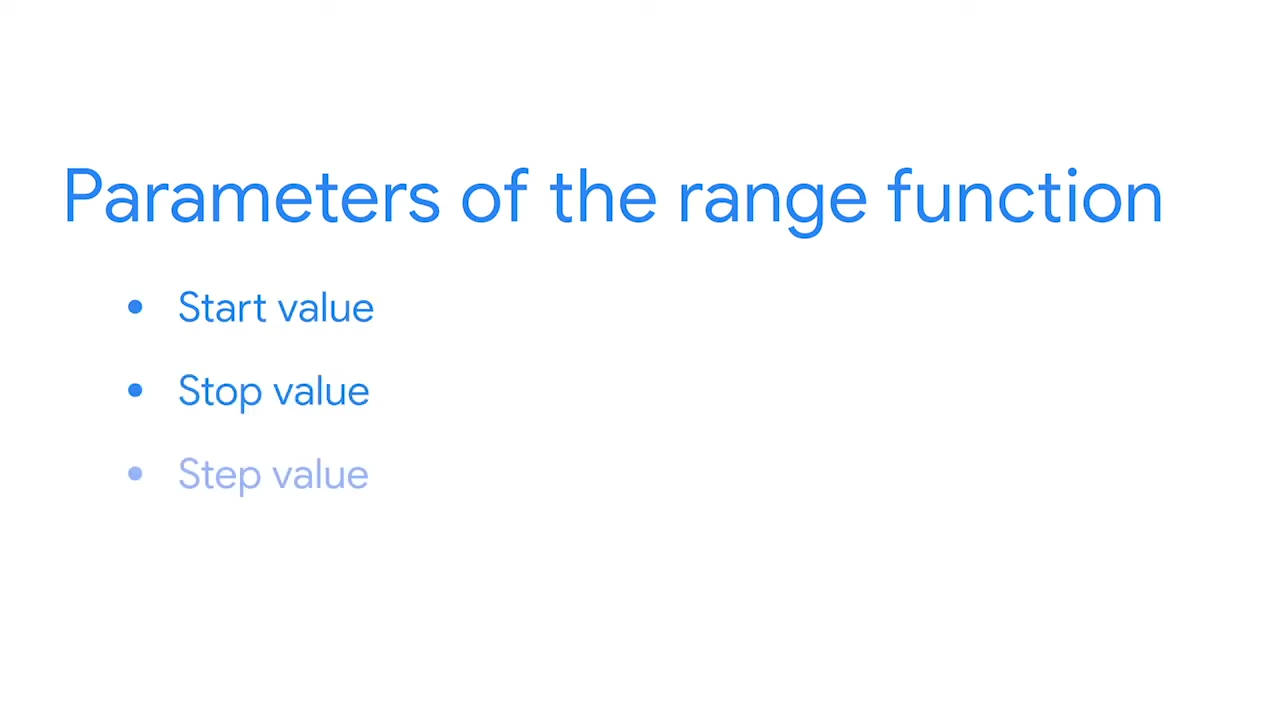 Parameters of the range function
• Start value
• Stop value
• Step value